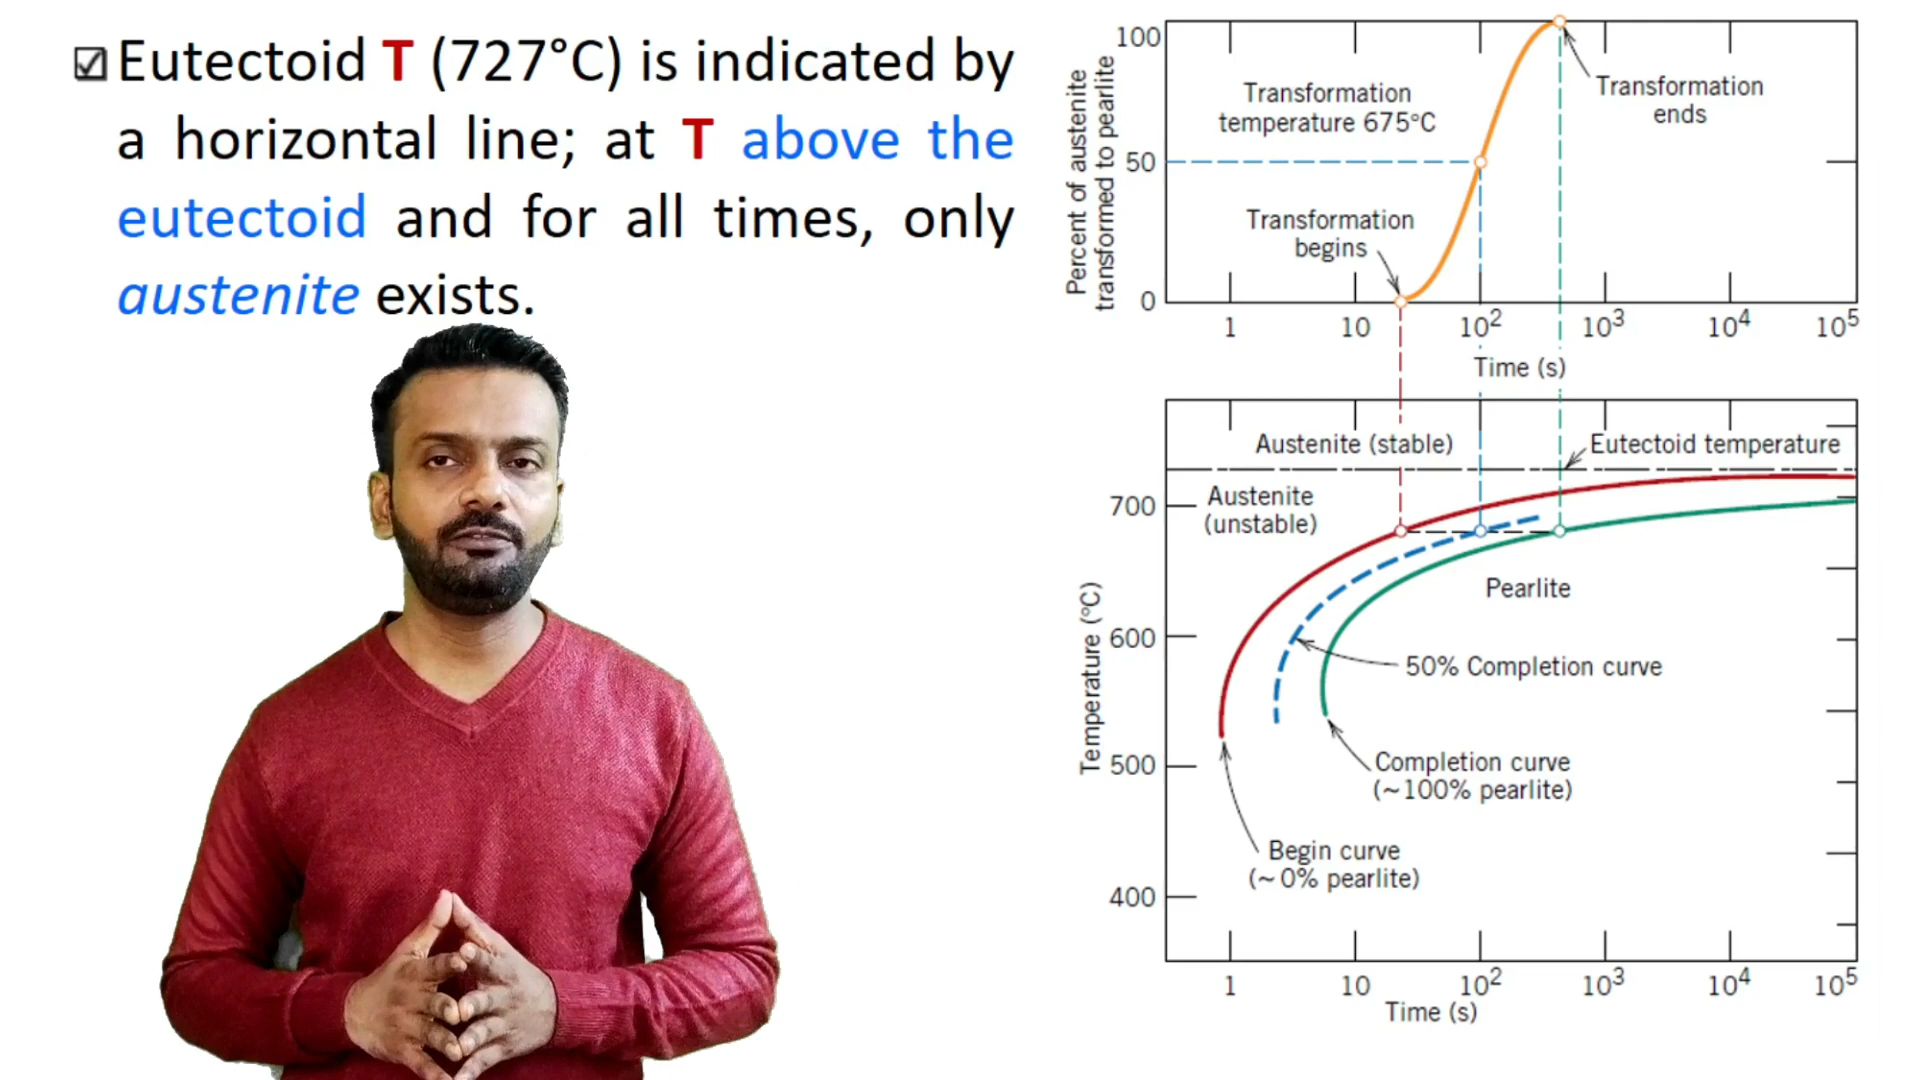 Eutectoid T (727°C) is indicated by
a horizontal line; at T above the
eutectoid and for all times, only
austenite exists.
Percent of austenite
transformed to pearlite
100
50
0
Transformation
temperature 675°C
Transformation
ends
Transformation
begins
1 10 10² 10³ 10⁴ 10⁵
Time (s)
Austenite (stable)
Eutectoid temperature
Austenite
(unstable)
Temperature (°C)
700
600
500
400
Pearlite
50% Completion curve
Completion curve
(~100% pearlite)
Begin curve
(~0% pearlite)
1 10 10² 10³ 10⁴ 10⁵
Time (s)